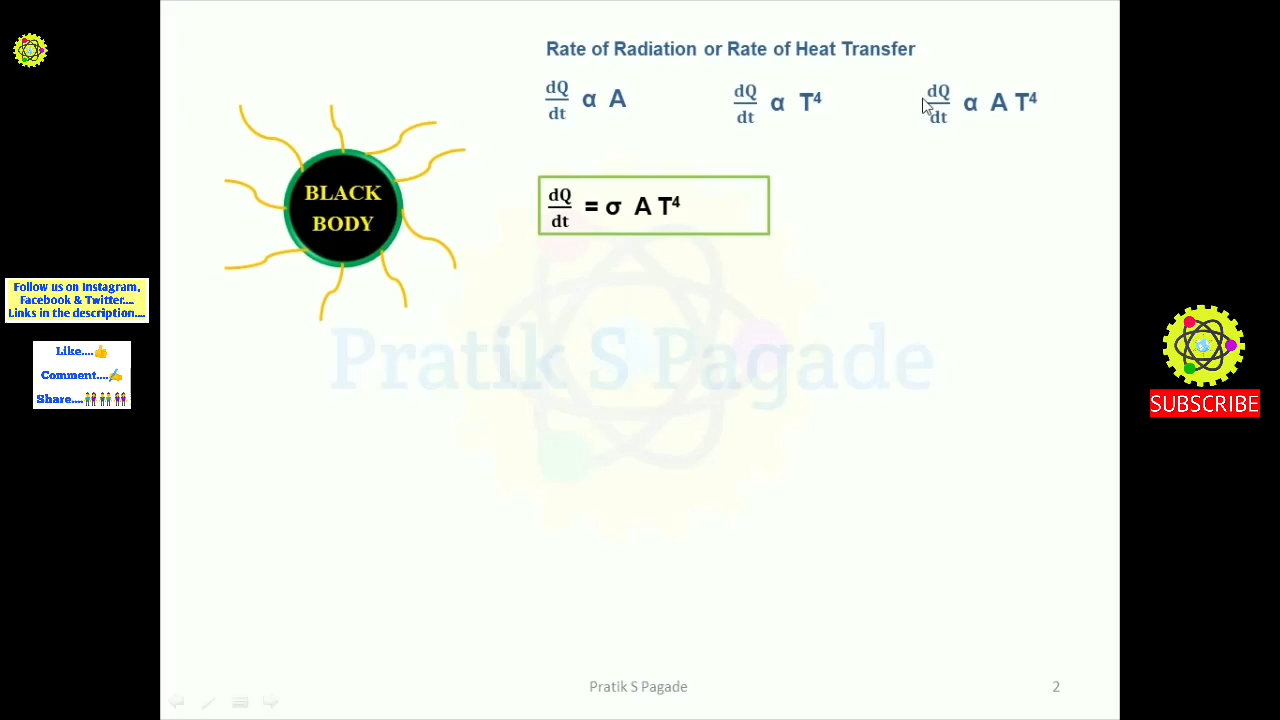 Rate of Radiation or Rate of Heat Transfer
dQ/dt α A
dQ/dt α T⁴
dQ/dt α A T⁴
BLACK
BODY
dQ/dt = σ A T⁴
Follow us on Instagram,
Facebook & Twitter....
Links in the description....
Like....👍
Comment....✍
Share....👫👫👭
SUBSCRIBE
Pratik S Pagade
Pratik S Pagade
2